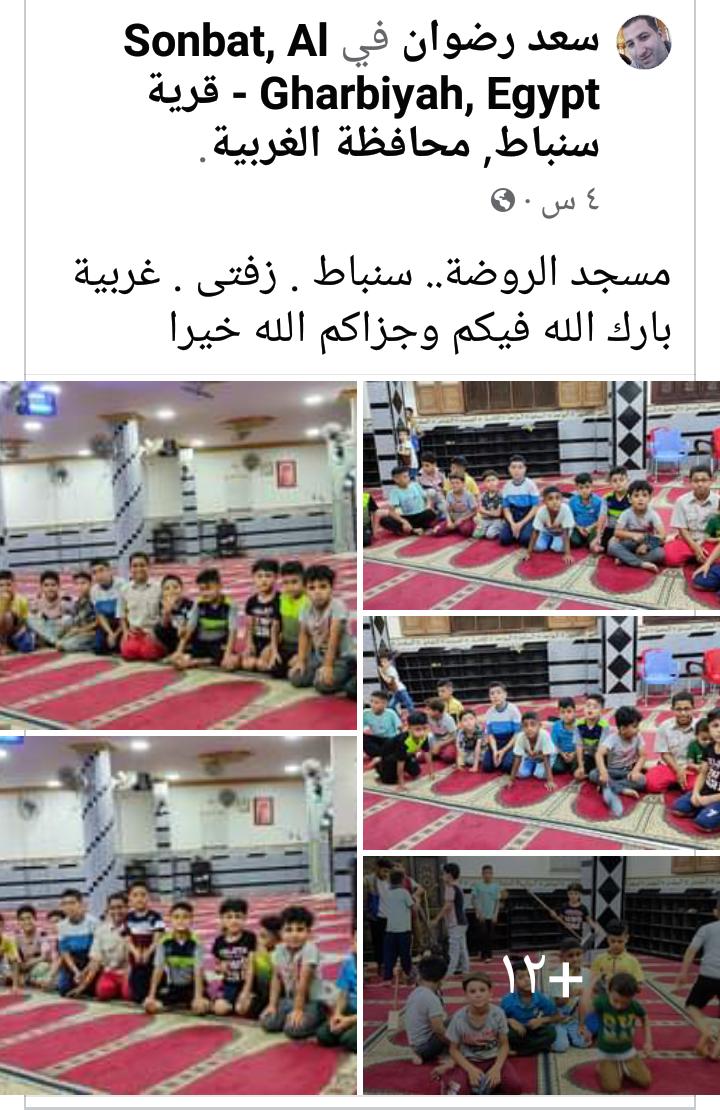 سعد رضوان في Sonbat, Al
Gharbiyah, Egypt - قرية
سنباط, محافظة الغربية.
٤ س ·
مسجد الروضة.. سنباط . زفتى . غربية
بارك الله فيكم وجزاكم الله خيرا
+١٢